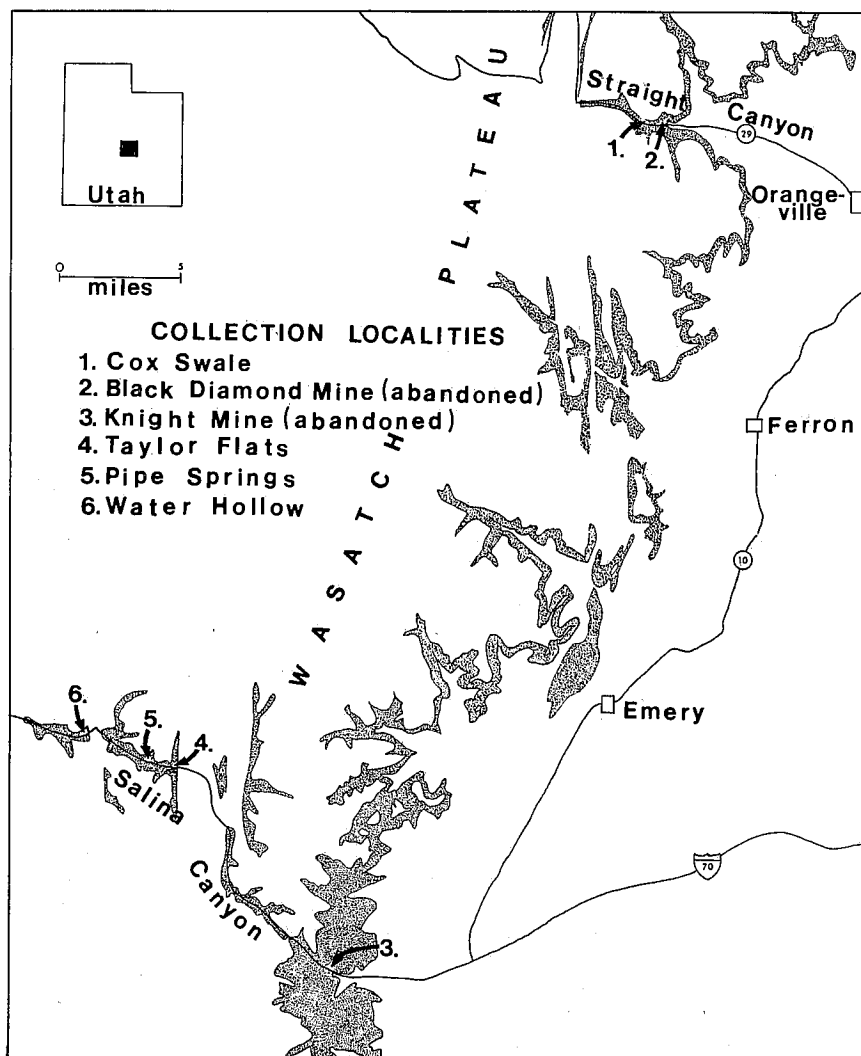 Utah
0 5
miles
COLLECTION LOCALITIES
1. Cox Swale
2. Black Diamond Mine (abandoned)
3. Knight Mine (abandoned)
4. Taylor Flats
5. Pipe Springs
6. Water Hollow
WASATCH PLATEAU
Straight Canyon
1.
2.
29
Orange-
ville
Ferron
10
Emery
6.
5.
4.
Salina
Canyon
70
3.